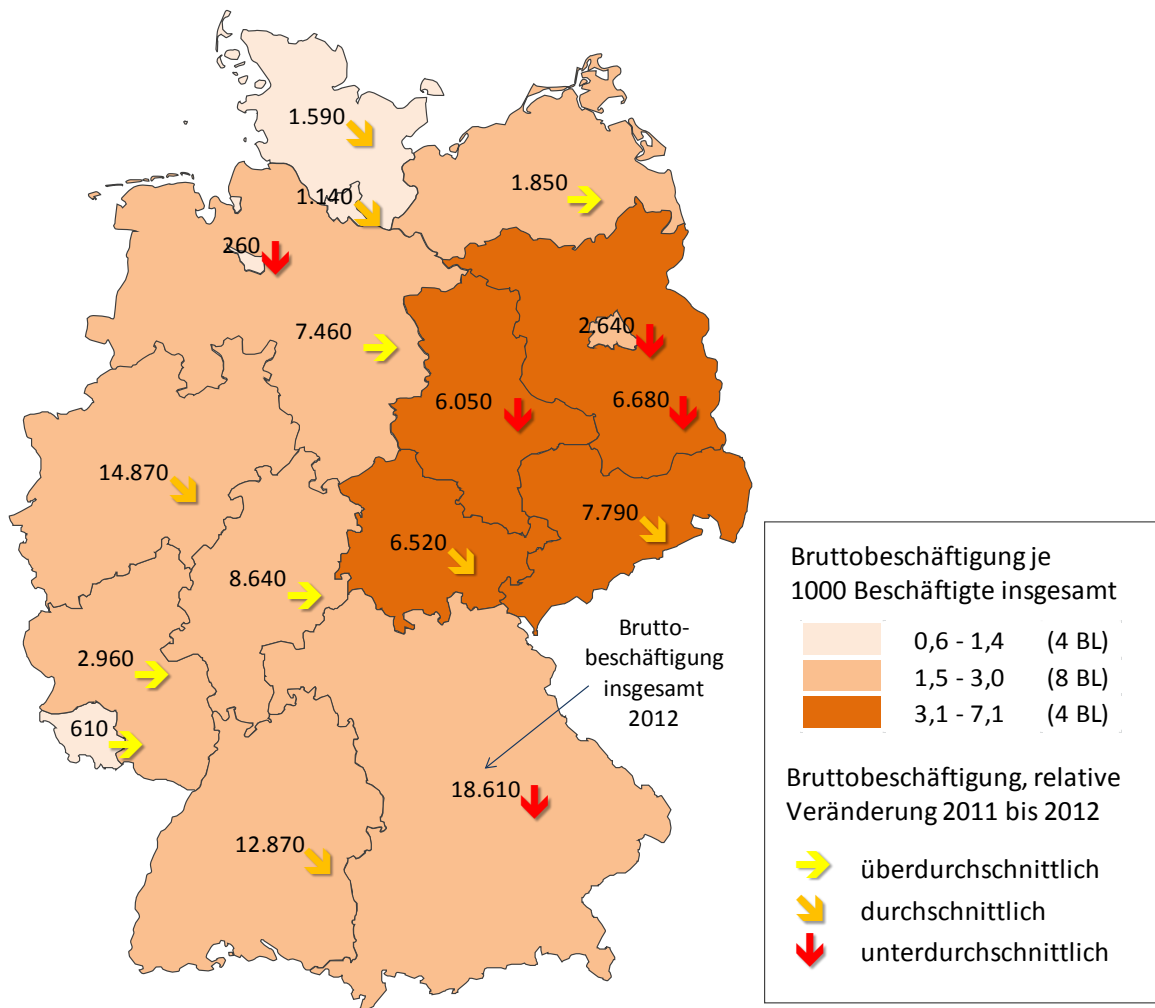 1.590
1.140
1.850
260
2.640
7.460
6.050
6.680
14.870
7.790
6.520
8.640
2.960
610
Brutto-
beschäftigung
insgesamt
2012
18.610
12.870
Bruttobeschäftigung je
1000 Beschäftigte insgesamt
0,6 - 1,4 (4 BL)
1,5 - 3,0 (8 BL)
3,1 - 7,1 (4 BL)
Bruttobeschäftigung, relative
Veränderung 2011 bis 2012
überdurchschnittlich
durchschnittlich
unterdurchschnittlich